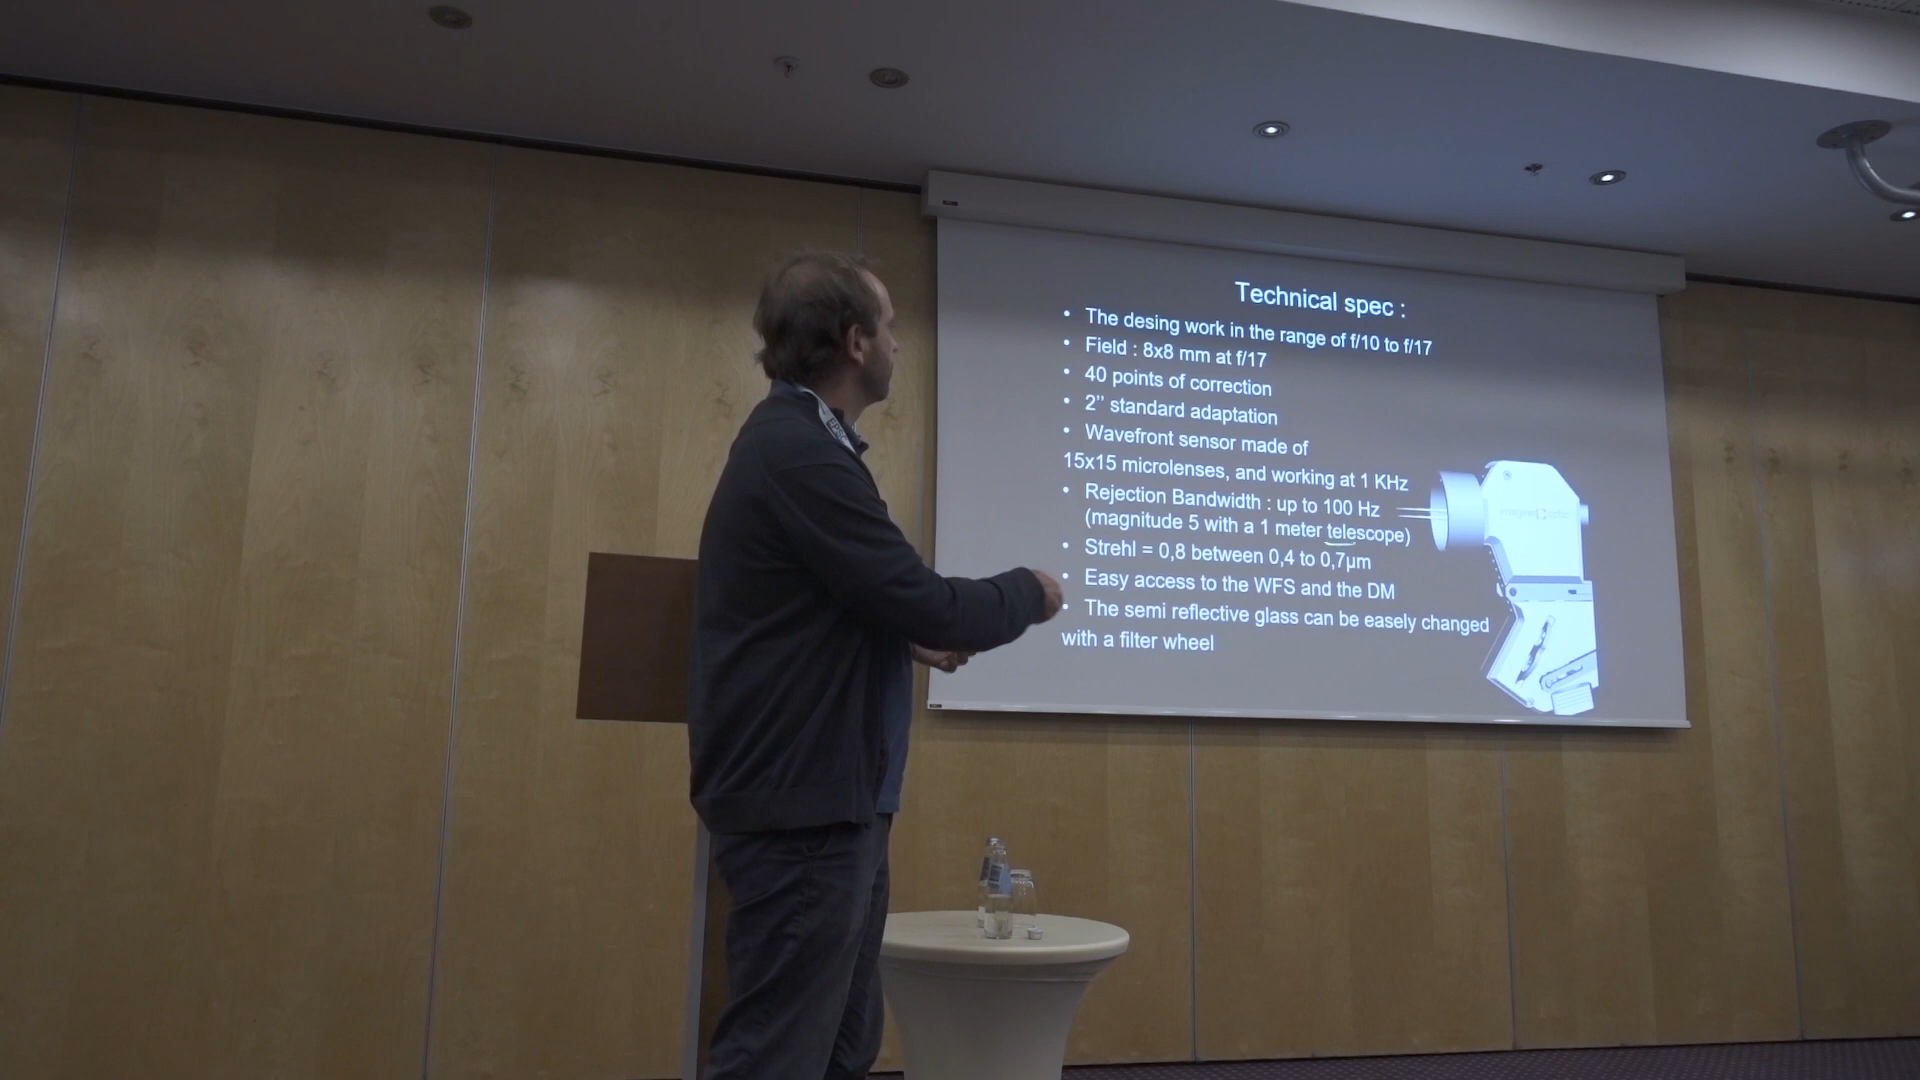 Technical spec :
• The desing work in the range of f/10 to f/17
• Field : 8x8 mm at f/17
• 40 points of correction
• 2’’ standard adaptation
• Wavefront sensor made of
15x15 microlenses, and working at 1 KHz
• Rejection Bandwidth : up to 100 Hz
(magnitude 5 with a 1 meter telescope)
• Strehl = 0,8 between 0,4 to 0,7µm
• Easy access to the WFS and the DM
• The semi reflective glass can be easely changed
with a filter wheel